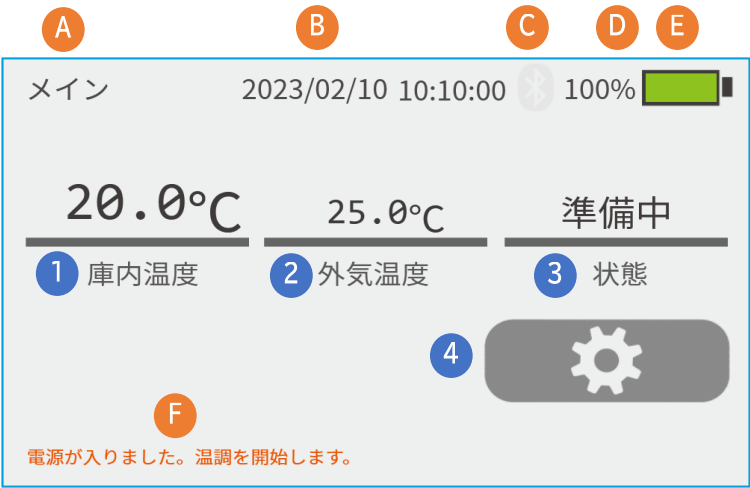 A B C D E
メイン 2023/02/10 10:10:00 100%
20.0℃ 25.0℃ 準備中
1 庫内温度 2 外気温度 3 状態
4
F
電源が入りました。温調を開始します。